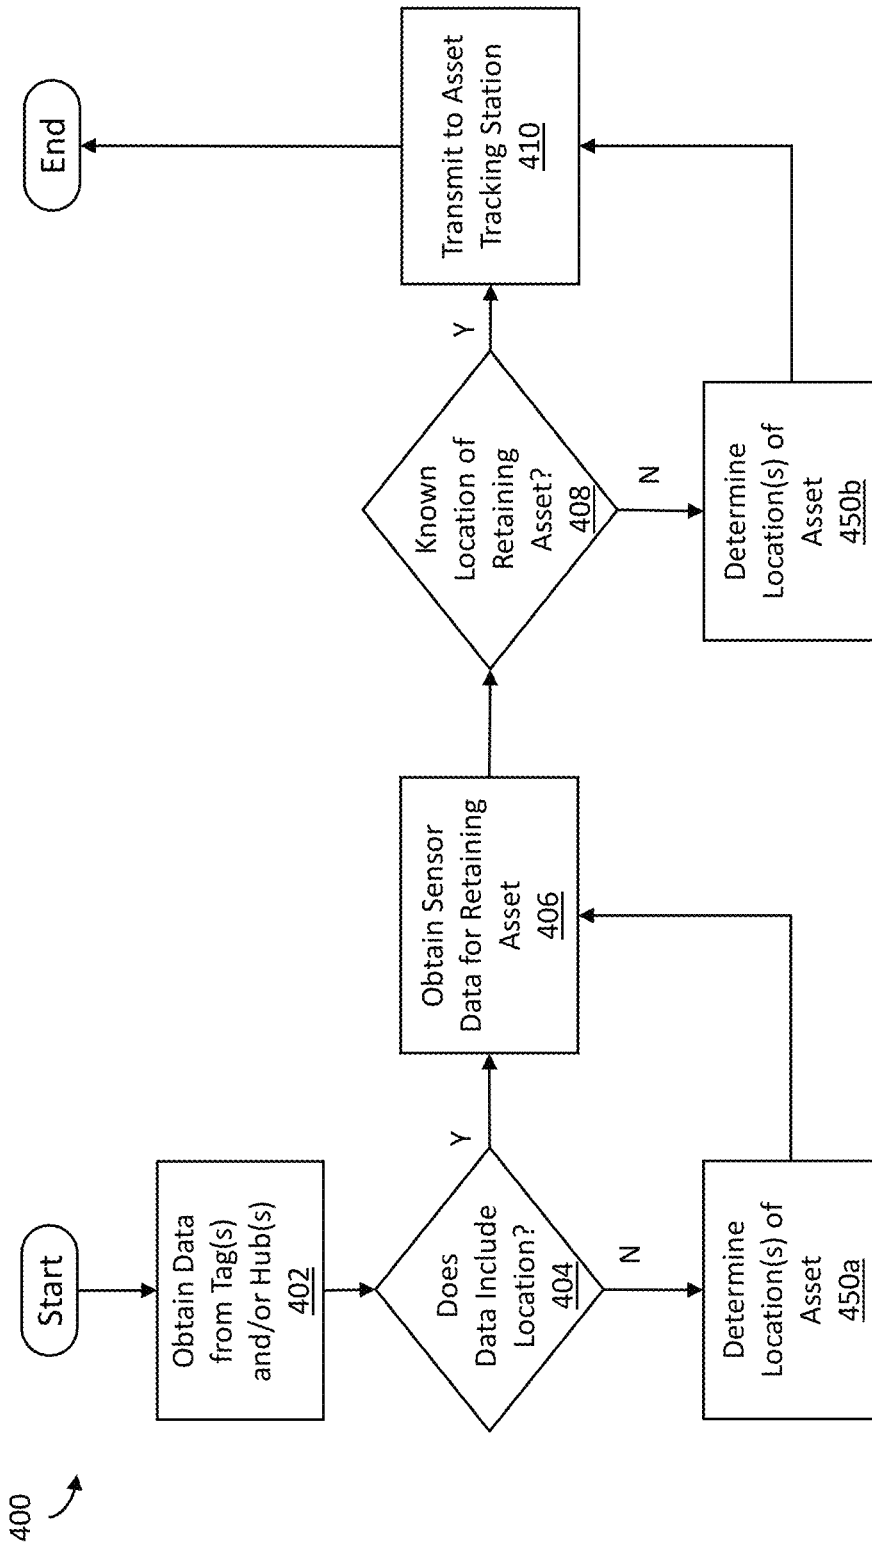 400
Start
Obtain Data
from Tag(s)
and/or Hub(s)
402
Does
Data Include
Location?
404
Y
N
Determine
Location(s) of
Asset
450a
Obtain Sensor
Data for Retaining
Asset
406
Known
Location of
Retaining
Asset?
408
Y
N
Determine
Location(s) of
Asset
450b
Transmit to Asset
Tracking Station
410
End